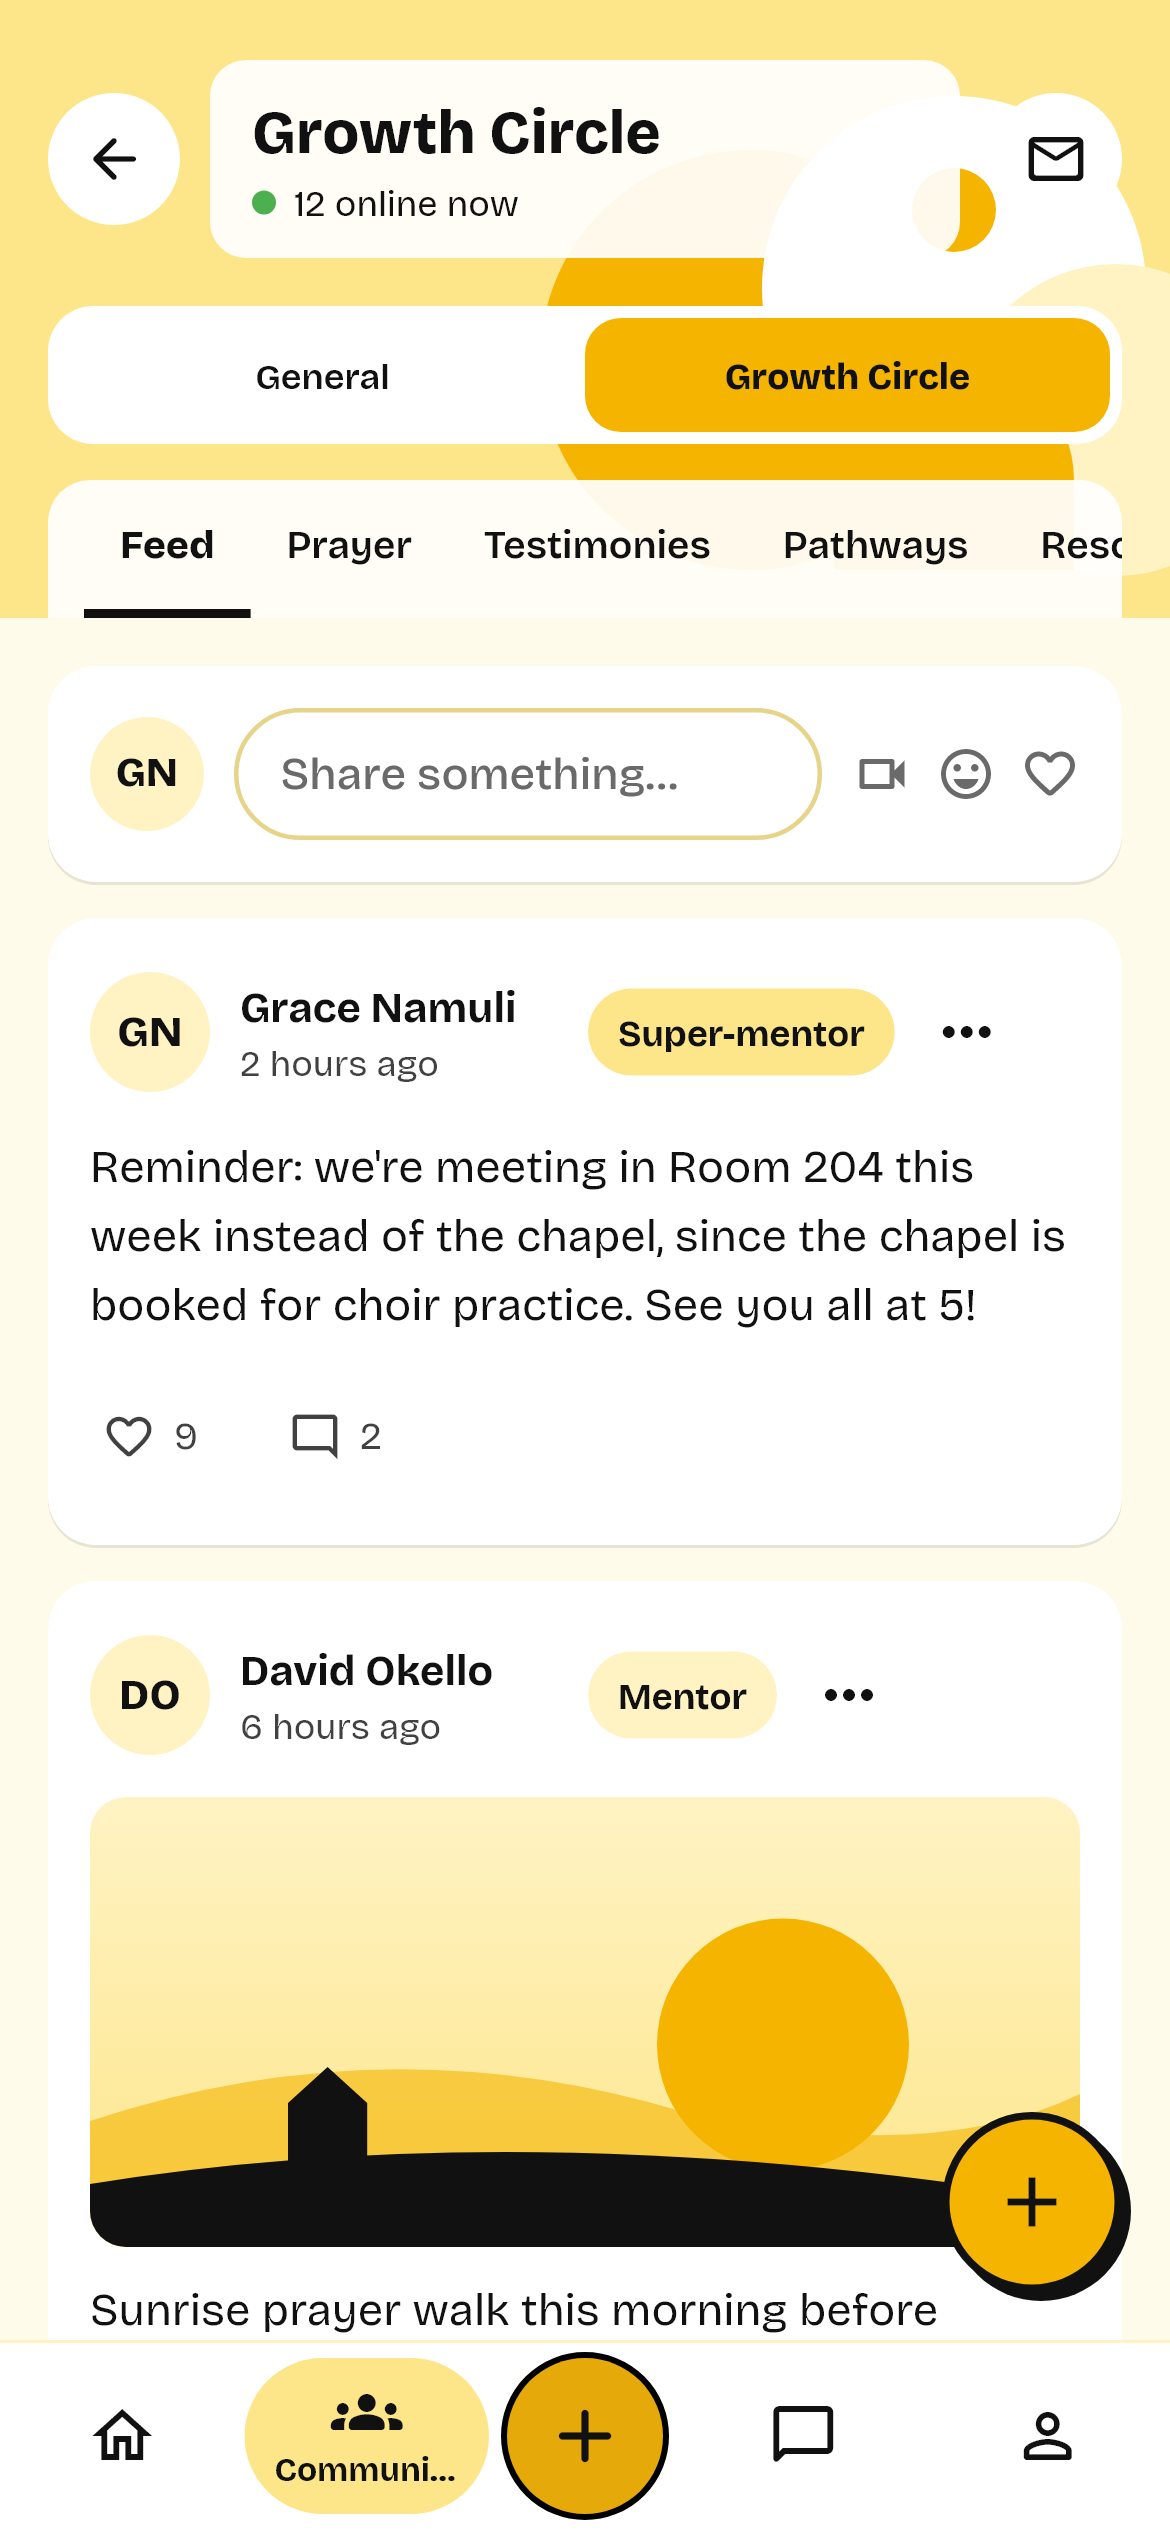 Growth Circle
12 online now
General
Growth Circle
Feed
Prayer
Testimonies
Pathways
GN
Share something...
GN
Grace Namuli
2 hours ago
Super-mentor
Reminder: we're meeting in Room 204 this
week instead of the chapel, since the chapel is
booked for choir practice. See you all at 5!
9
2
DO
David Okello
6 hours ago
Mentor
Sunrise prayer walk this morning before
Communi...